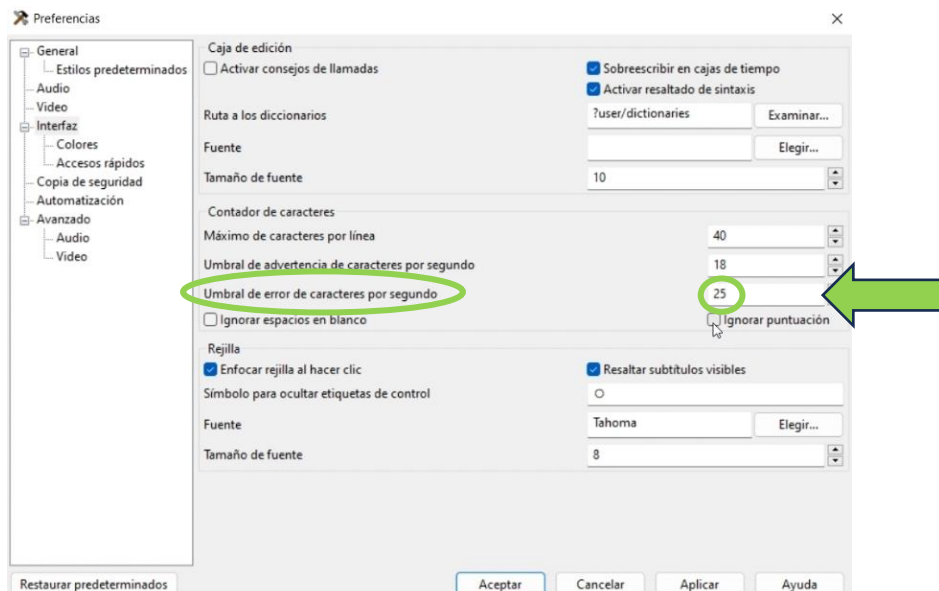 Preferencias
General
Estilos predeterminados
Audio
Video
Interfaz
Colores
Accesos rápidos
Copia de seguridad
Automatización
Avanzado
Audio
Video
Caja de edición
Activar consejos de llamadas
Sobreescribir en cajas de tiempo
Activar resaltado de sintaxis
Ruta a los diccionarios
?user/dictionaries
Examinar...
Fuente
Elegir...
Tamaño de fuente
10
Contador de caracteres
Máximo de caracteres por línea
40
Umbral de advertencia de caracteres por segundo
18
Umbral de error de caracteres por segundo
25
Ignorar espacios en blanco
Ignorar puntuación
Rejilla
Enfocar rejilla al hacer clic
Resaltar subtítulos visibles
Símbolo para ocultar etiquetas de control
Fuente
Tahoma
Elegir...
Tamaño de fuente
8
Restaurar predeterminados
Aceptar
Cancelar
Aplicar
Ayuda